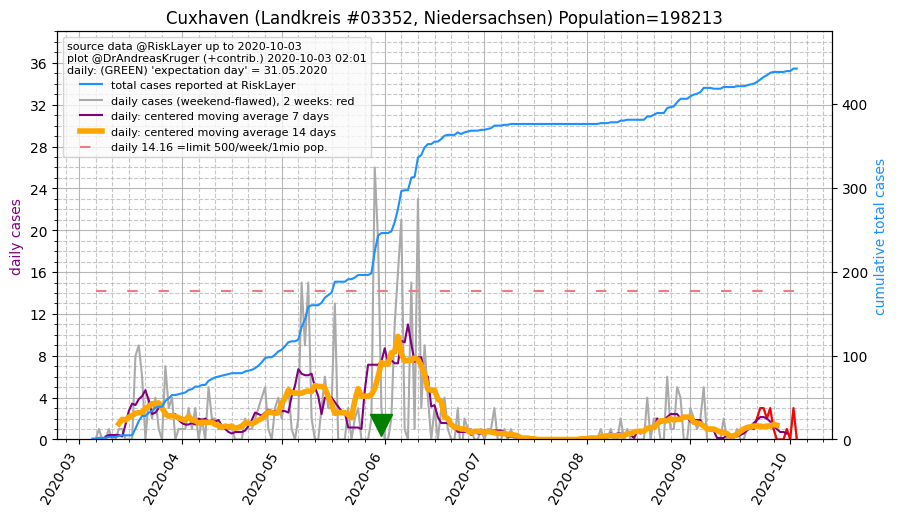 Cuxhaven (Landkreis #03352, Niedersachsen) Population=198213
source data @RiskLayer up to 2020-10-03
plot @DrAndreasKruger (+contrib.) 2020-10-03 02:01
daily: (GREEN) 'expectation day' = 31.05.2020
total cases reported at RiskLayer
daily cases (weekend-flawed), 2 weeks: red
daily: centered moving average 7 days
daily: centered moving average 14 days
daily 14.16 =limit 500/week/1mio pop.
daily cases
36
32
28
24
20
16
12
8
4
0
cumulative total cases
400
300
200
100
0
2020-03
2020-04
2020-05
2020-06
2020-07
2020-08
2020-09
2020-10